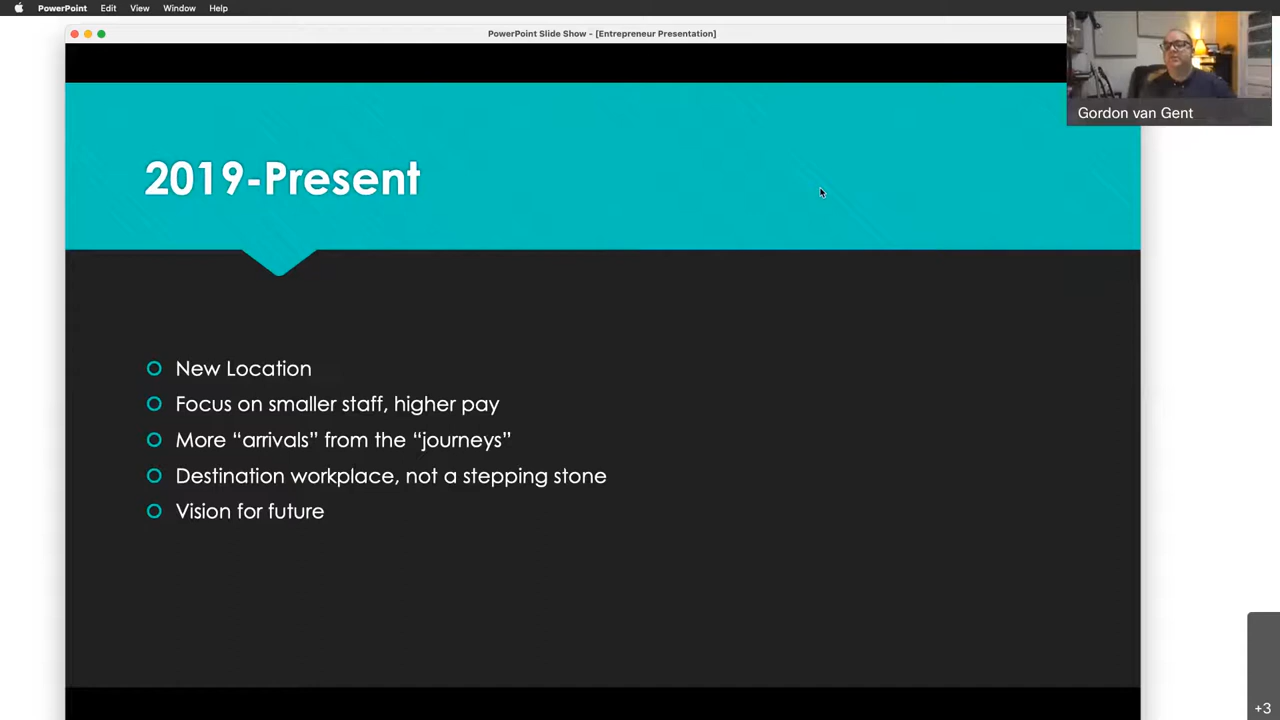 PowerPoint Edit View Window Help
PowerPoint Slide Show - [Entrepreneur Presentation]
Gordon van Gent
2019-Present
New Location
Focus on smaller staff, higher pay
More “arrivals” from the “journeys”
Destination workplace, not a stepping stone
Vision for future
+3